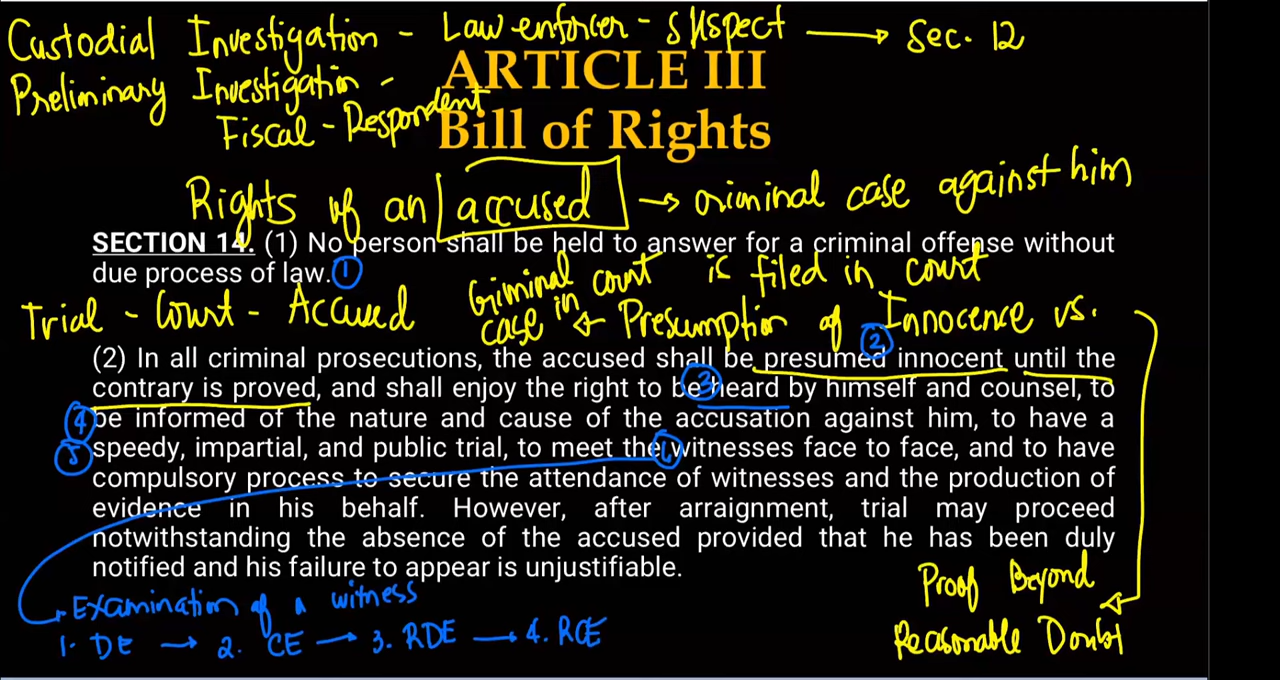 Custodial Investigation - Law enforcer - suspect → Sec. 12
ARTICLE III
Preliminary Investigation -
Fiscal - Respondent
Bill of Rights
Rights of an accused → criminal case against him
SECTION 14. (1) No person shall be held to answer for a criminal offense without
due process of law. 1
is filed in court
Trial - Court - Accused
Criminal case in court ← Presumption of Innocence vs.
2
(2) In all criminal prosecutions, the accused shall be presumed innocent until the
contrary is proved, and shall enjoy the right to be heard by himself and counsel, to
3
4
be informed of the nature and cause of the accusation against him, to have a
5
speedy, impartial, and public trial, to meet the witnesses face to face, and to have
compulsory process to secure the attendance of witnesses and the production of
evidence in his behalf. However, after arraignment, trial may proceed
notwithstanding the absence of the accused provided that he has been duly
notified and his failure to appear is unjustifiable.
Proof Beyond
Reasonable Doubt
Examination of a witness
1. DE → 2. CE → 3. RDE → 4. RCE